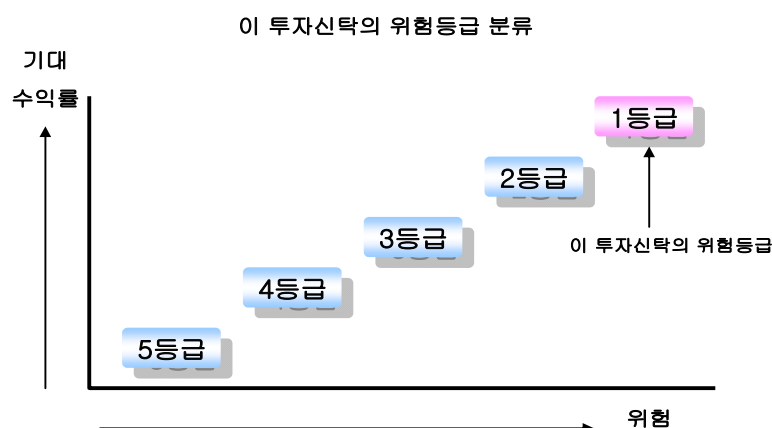 이 투자신탁의 위험등급 분류
기대
수익률
1등급
2등급
3등급
이 투자신탁의 위험등급
4등급
5등급
위험